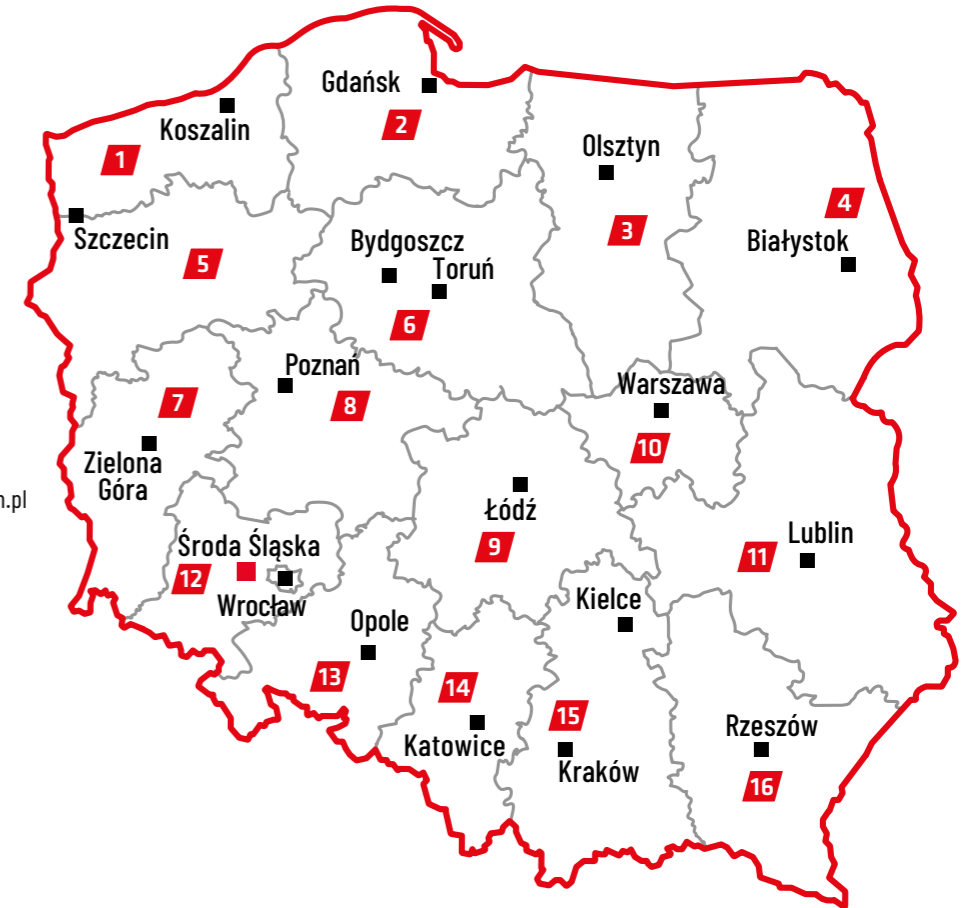 Gdańsk
2
Koszalin
1
Olsztyn
3
4
Szczecin
5
Białystok
Bydgoszcz
Toruń
6
Poznań
8
7
Warszawa
10
Zielona
Góra
n.pl
Łódź
9
Lublin
11
Środa Śląska
12
Wrocław
Kielce
Opole
13
14
Katowice
15
Kraków
Rzeszów
16